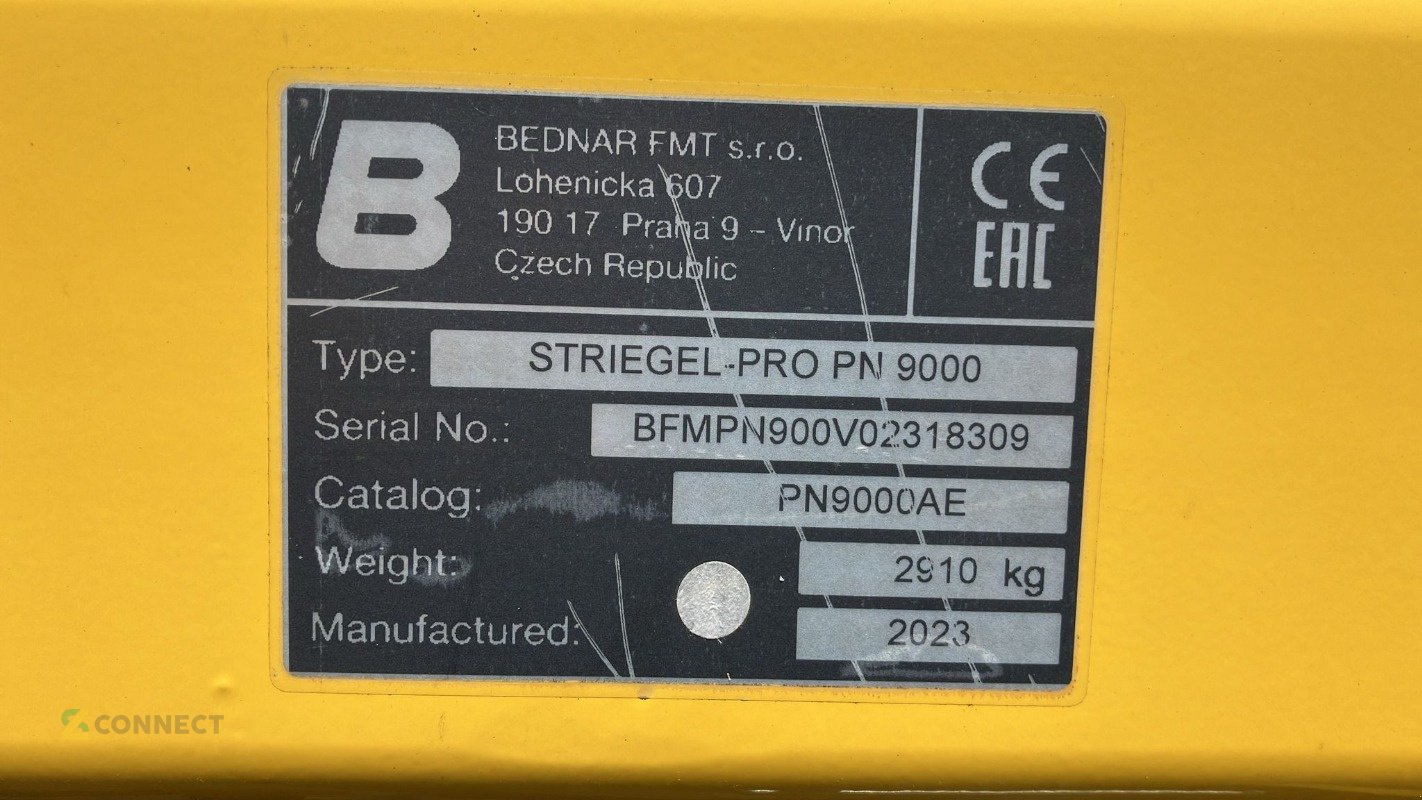 B
BEDNAR FMT s.r.o.
Lohenicka 607
190 17 Praha 9 – Vinor
Czech Republic
CE
EAC
Type: STRIEGEL-PRO PN 9000
Serial No.: BFMPN900V02318309
Catalog: PN9000AE
Weight: 2910 kg
Manufactured: 2023
CONNECT